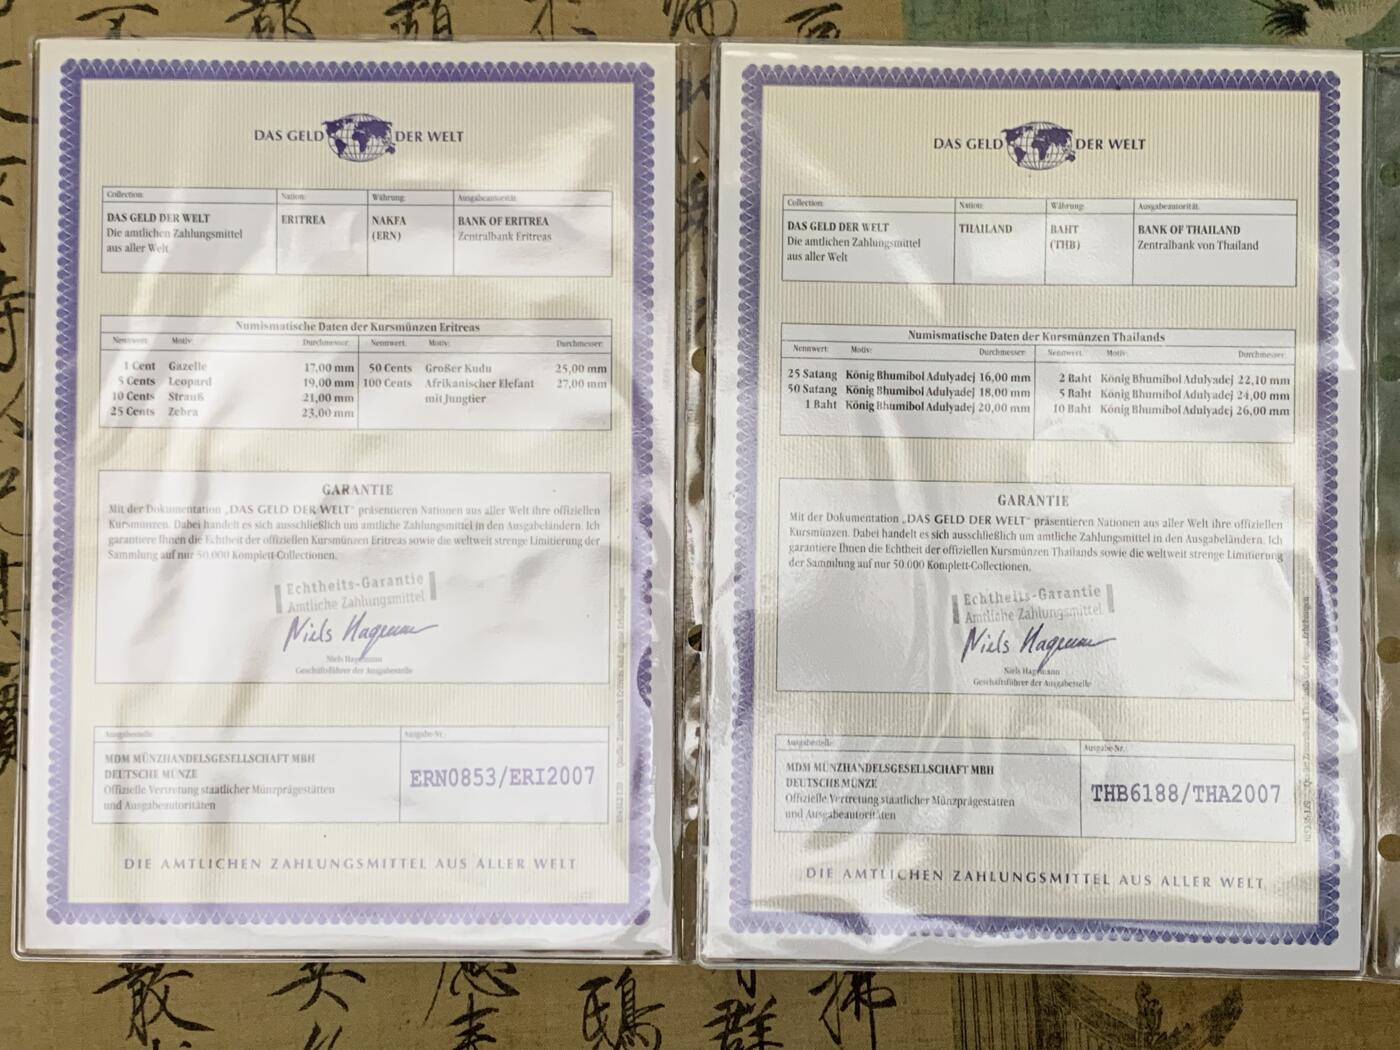 DAS GELD DER WELT
Collection:
Nation:
Währung:
Ausgabeautorität:
DAS GELD DER WELT
Die amtlichen Zahlungsmittel
aus aller Welt
ERITREA
NAKFA
(ERN)
BANK OF ERITREA
Zentralbank Eritreas
Numismatische Daten der Kursmünzen Eritreas
Nennwert: Motiv: Durchmesser: Nennwert: Motiv: Durchmesser:
1 Cent Gazelle 17,00 mm 50 Cents Großer Kudu 25,00 mm
5 Cents Leopard 19,00 mm 100 Cents Afrikanischer Elefant 27,00 mm
10 Cents Strauß 21,00 mm mit Jungtier
25 Cents Zebra 23,00 mm
GARANTIE
Mit der Dokumentation „DAS GELD DER WELT“ präsentieren Nationen aus aller Welt ihre offiziellen
Kursmünzen. Dabei handelt es sich ausschließlich um amtliche Zahlungsmittel in den Ausgabeländern. Ich
garantiere Ihnen die Echtheit der offiziellen Kursmünzen Eritreas sowie die weltweit strenge Limitierung der
Sammlung auf nur 50.000 Komplett-Collectionen.
Echtheits-Garantie
Amtliche Zahlungsmittel
Niels Hagemann
Niels Hagemann
Geschäftsführer der Ausgabestelle
Ausgabestelle:
Ausgabe-Nr.:
MDM MÜNZHANDELSGESELLSCHAFT MBH
DEUTSCHE MÜNZE
Offizielle Vertretung staatlicher Münzprägestätten
und Ausgabeautoritäten
ERN0853/ERI2007
DIE AMTLICHEN ZAHLUNGSMITTEL AUS ALLER WELT
DAS GELD DER WELT
Collection:
Nation:
Währung:
Ausgabeautorität:
DAS GELD DER WELT
Die amtlichen Zahlungsmittel
aus aller Welt
THAILAND
BAHT
(THB)
BANK OF THAILAND
Zentralbank von Thailand
Numismatische Daten der Kursmünzen Thailands
Nennwert: Motiv: Durchmesser: Nennwert: Motiv: Durchmesser:
25 Satang König Bhumibol Adulyadej 16,00 mm 2 Baht König Bhumibol Adulyadej 22,10 mm
50 Satang König Bhumibol Adulyadej 18,00 mm 5 Baht König Bhumibol Adulyadej 24,00 mm
1 Baht König Bhumibol Adulyadej 20,00 mm 10 Baht König Bhumibol Adulyadej 26,00 mm
GARANTIE
Mit der Dokumentation „DAS GELD DER WELT“ präsentieren Nationen aus aller Welt ihre offiziellen
Kursmünzen. Dabei handelt es sich ausschließlich um amtliche Zahlungsmittel in den Ausgabeländern. Ich
garantiere Ihnen die Echtheit der offiziellen Kursmünzen Thailands sowie die weltweit strenge Limitierung
der Sammlung auf nur 50.000 Komplett-Collectionen.
Echtheits-Garantie
Amtliche Zahlungsmittel
Niels Hagemann
Niels Hagemann
Geschäftsführer der Ausgabestelle
Ausgabestelle:
Ausgabe-Nr.:
MDM MÜNZHANDELSGESELLSCHAFT MBH
DEUTSCHE MÜNZE
Offizielle Vertretung staatlicher Münzprägestätten
und Ausgabeautoritäten
THB6188/THA2007
DIE AMTLICHEN ZAHLUNGSMITTEL AUS ALLER WELT